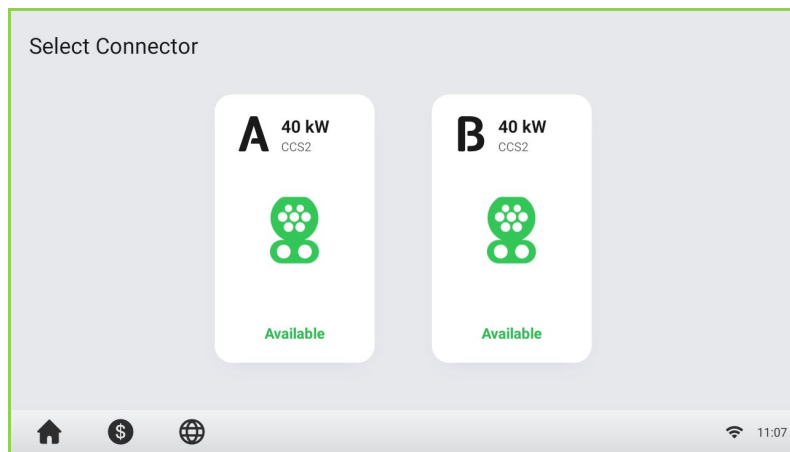 Select Connector
A 40 kW
CCS2
Available
B 40 kW
CCS2
Available
$
11:07